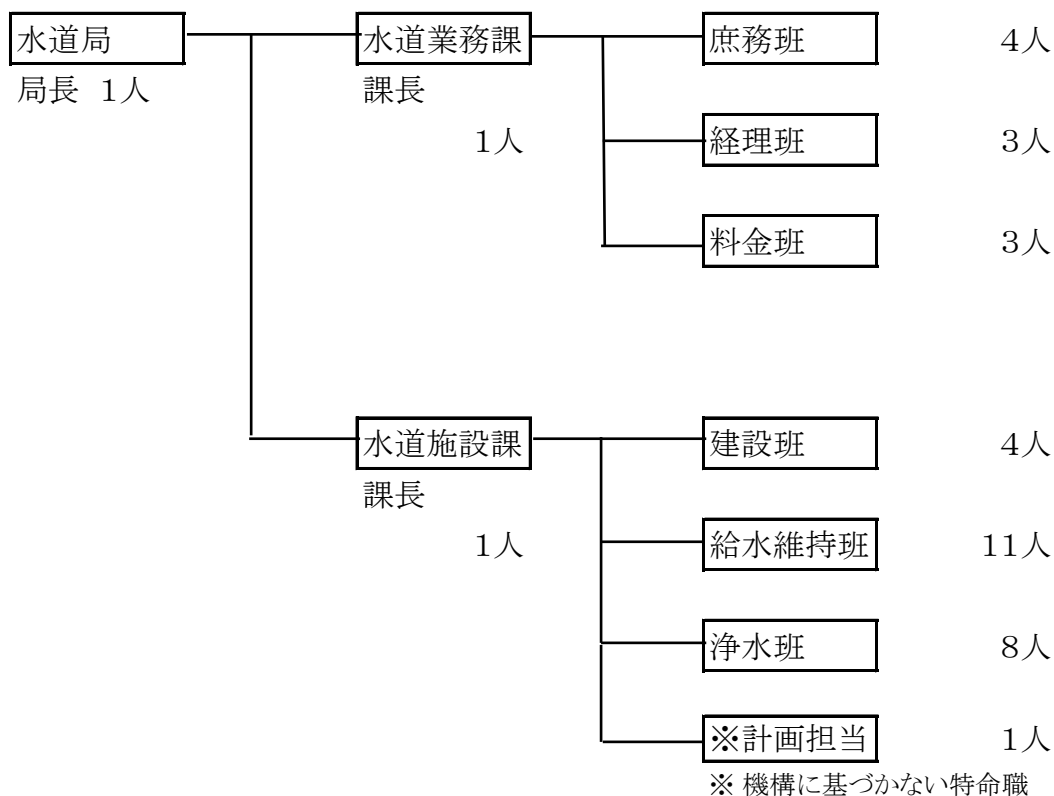 水道局 水道業務課 庶務班 4人
局長 1人 課長
1人 経理班 3人
料金班 3人
水道施設課 建設班 4人
課長
1人 給水維持班 11人
浄水班 8人
※計画担当 1人
※ 機構に基づかない特命職